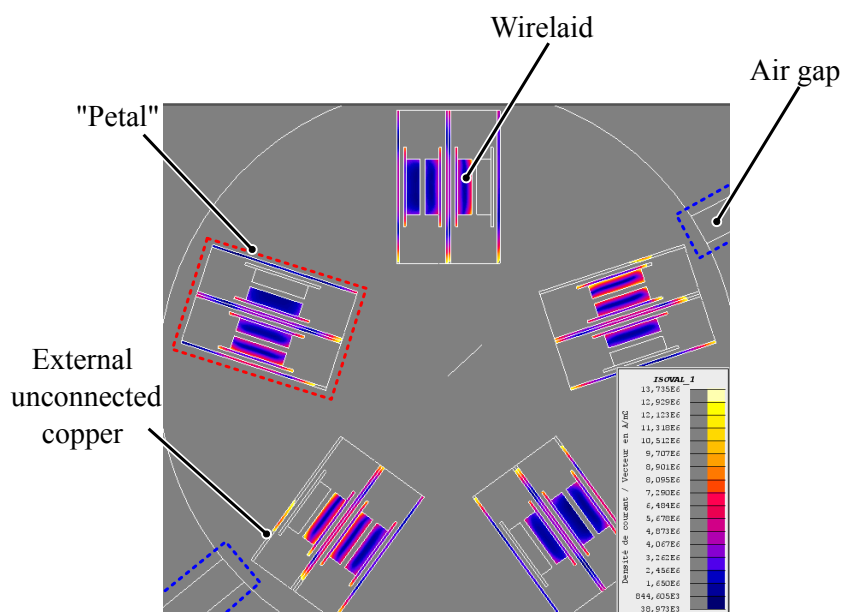 Wirelaid
Air gap
"Petal"
External
unconnected
copper
ISOVAL_1
Densité de courant / Vecteur en A/m2
13,735E6
12,929E6
12,123E6
11,318E6
10,512E6
9,707E6
8,901E6
8,095E6
7,290E6
6,484E6
5,678E6
4,873E6
4,067E6
3,262E6
2,456E6
1,650E6
844,605E3
38,973E3